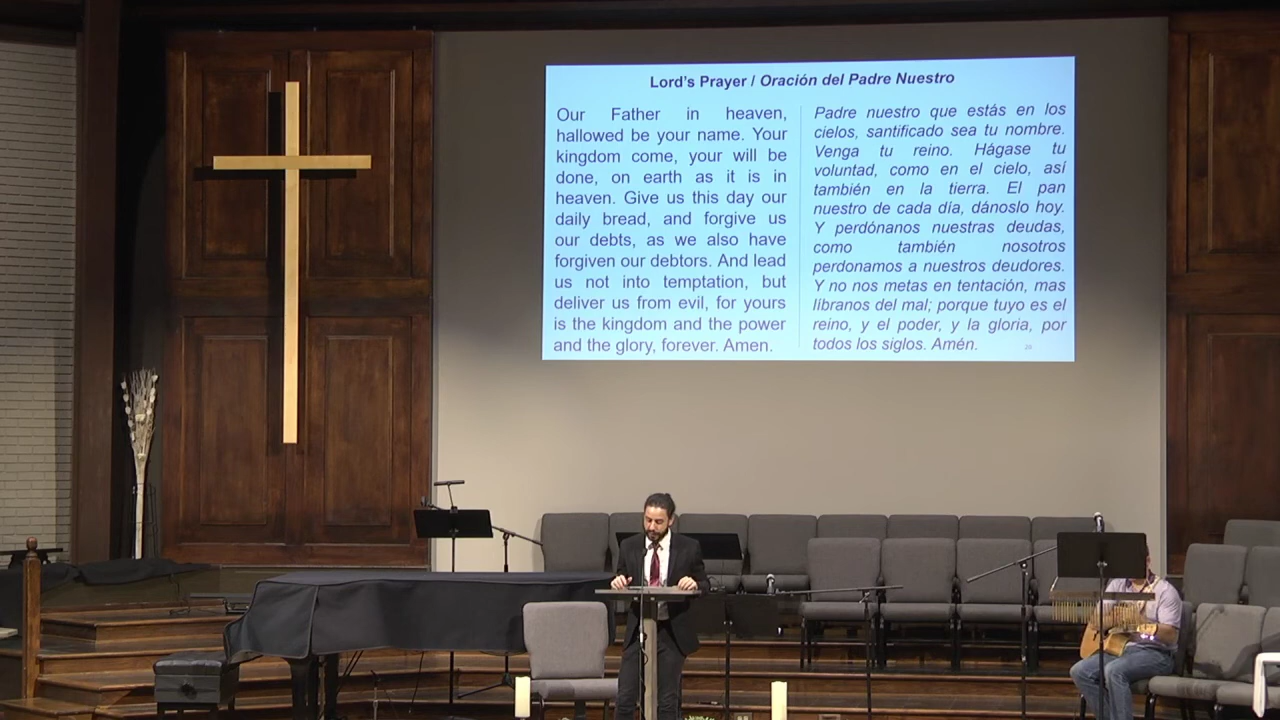 Lord's Prayer / Oración del Padre Nuestro
Our Father in heaven,
hallowed be your name. Your
kingdom come, your will be
done, on earth as it is in
heaven. Give us this day our
daily bread, and forgive us
our debts, as we also have
forgiven our debtors. And lead
us not into temptation, but
deliver us from evil, for yours
is the kingdom and the power
and the glory, forever. Amen.
Padre nuestro que estás en los
cielos, santificado sea tu nombre.
Venga tu reino. Hágase tu
voluntad, como en el cielo, así
también en la tierra. El pan
nuestro de cada día, dánoslo hoy.
Y perdónanos nuestras deudas,
como también nosotros
perdonamos a nuestros deudores.
Y no nos metas en tentación, mas
líbranos del mal; porque tuyo es el
reino, y el poder, y la gloria, por
todos los siglos. Amén.